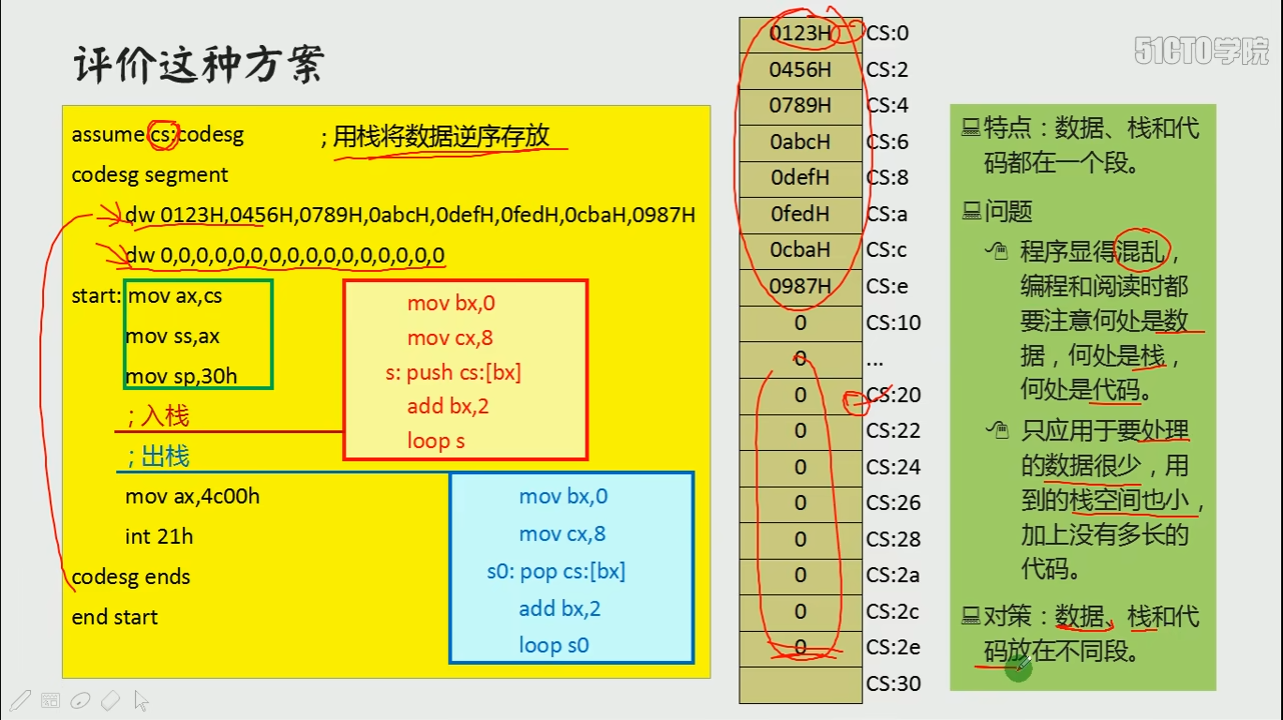 评价这种方案
51CTO学院
assume cs:codesg ; 用栈将数据逆序存放
codesg segment
dw 0123H,0456H,0789H,0abcH,0defH,0fedH,0cbaH,0987H
dw 0,0,0,0,0,0,0,0,0,0,0,0,0,0,0,0
start: mov ax,cs
mov ss,ax
mov sp,30h
; 入栈
; 出栈
mov ax,4c00h
int 21h
codesg ends
end start
mov bx,0
mov cx,8
s: push cs:[bx]
add bx,2
loop s
mov bx,0
mov cx,8
s0: pop cs:[bx]
add bx,2
loop s0
0123H CS:0
0456H CS:2
0789H CS:4
0abcH CS:6
0defH CS:8
0fedH CS:a
0cbaH CS:c
0987H CS:e
0 CS:10
0 ...
0 CS:20
0 CS:22
0 CS:24
0 CS:26
0 CS:28
0 CS:2a
0 CS:2c
0 CS:2e
CS:30
特点：数据、栈和代
码都在一个段。
问题
程序显得混乱，
编程和阅读时都
要注意何处是数
据，何处是栈，
何处是代码。
只应用于要处理
的数据很少，用
到的栈空间也小，
加上没有多长的
代码。
对策：数据、栈和代
码放在不同段。